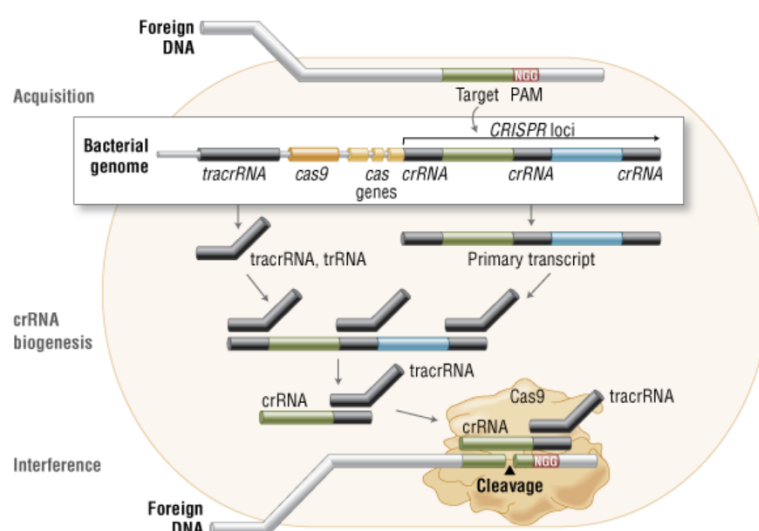 Foreign
DNA
NGG
Acquisition
Target PAM
CRISPR loci
Bacterial
genome
tracrRNA cas9 cas
genes
crRNA crRNA crRNA
tracrRNA, trRNA
Primary transcript
crRNA
biogenesis
tracrRNA
crRNA
Cas9
tracrRNA
crRNA
Interference
NGG
Cleavage
Foreign
DNA